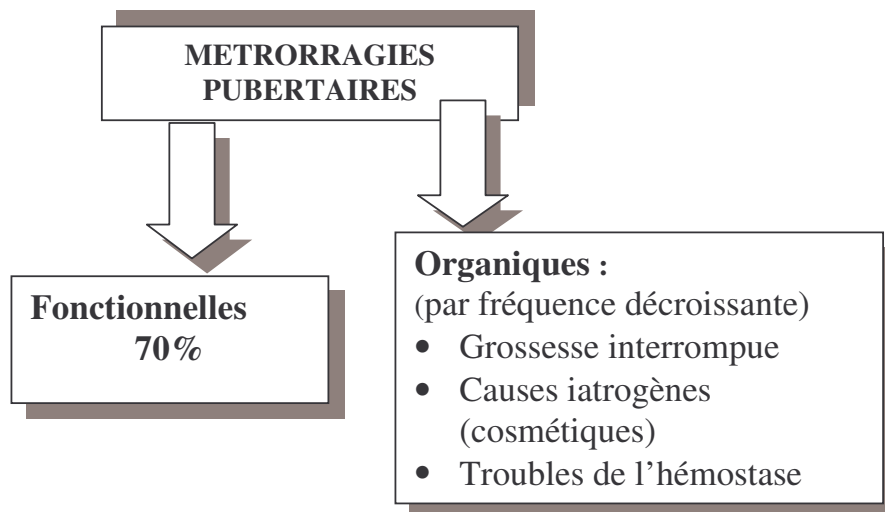 METRORRAGIES
PUBERTAIRES
Fonctionnelles
70%
Organiques :
(par fréquence décroissante)
• Grossesse interrompue
• Causes iatrogènes
(cosmétiques)
• Troubles de l’hémostase